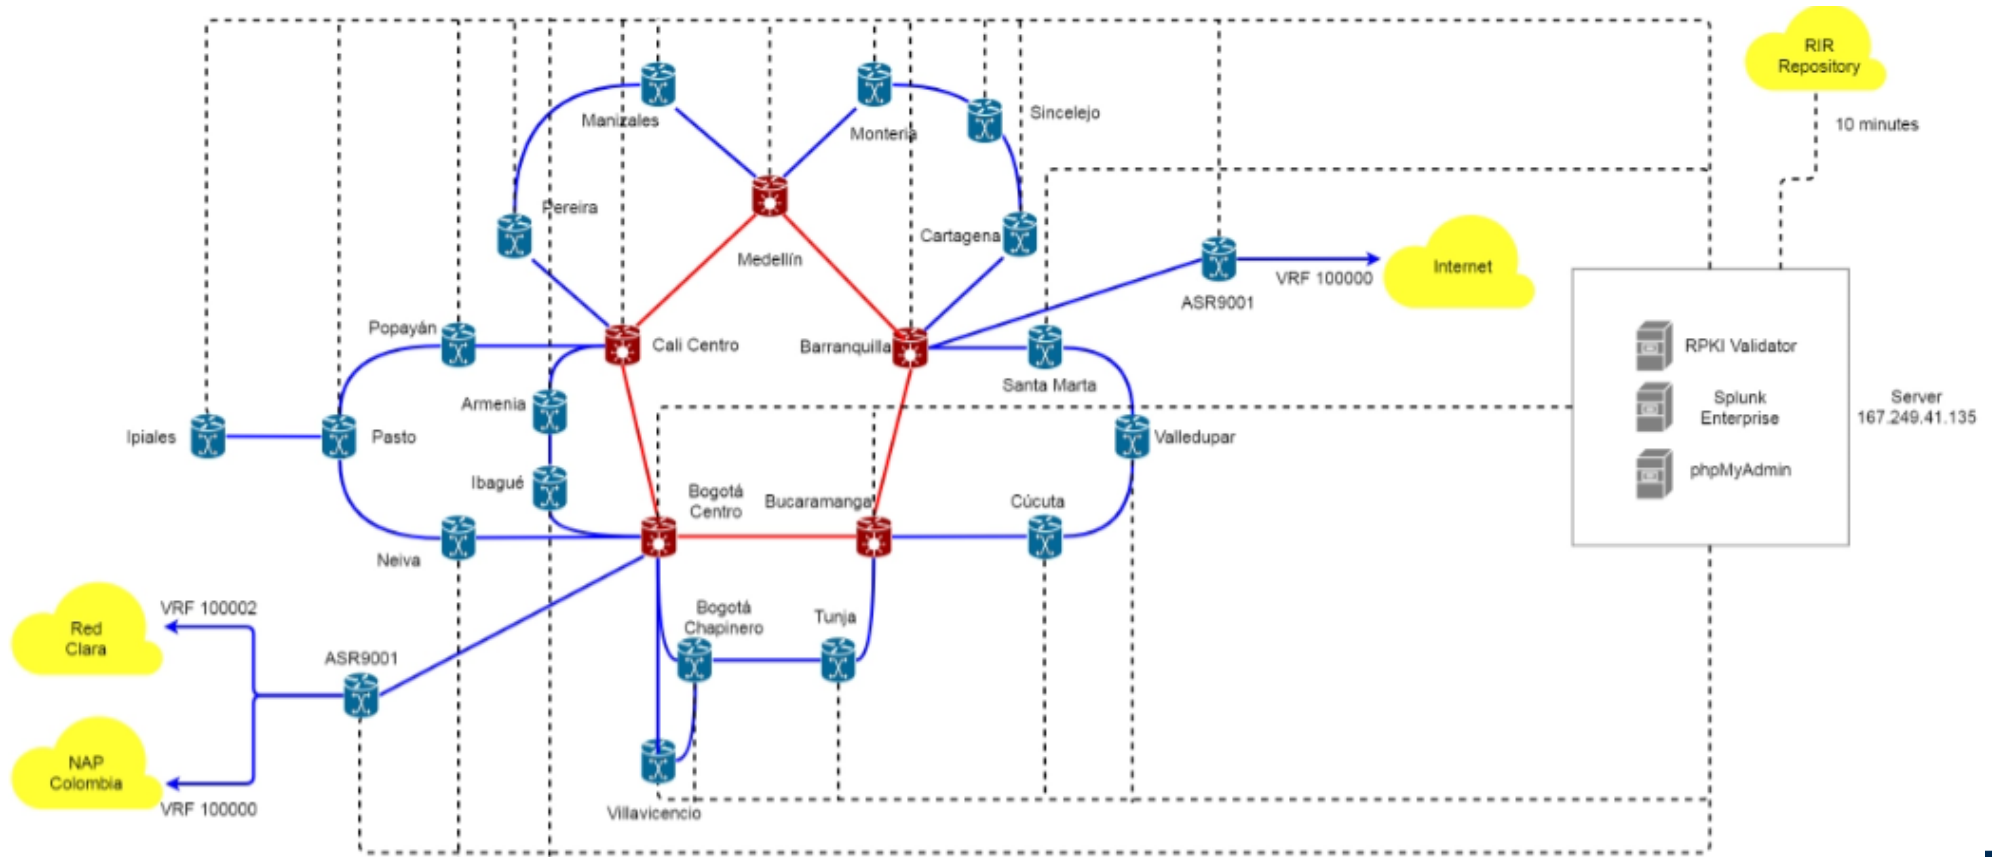 RIR
Repository
10 minutes
Manizales
Monteria
Sincelejo
Pereira
Cartagena
Medellín
Internet
VRF 100000
ASR9001
Popayán
Cali Centro
Barranquilla
Santa Marta
RPKI Validator
Splunk
Enterprise
phpMyAdmin
Server
167.249.41.135
Armenia
Ipiales
Pasto
Valledupar
Ibagué
Bogotá
Centro
Bucaramanga
Cúcuta
Neiva
VRF 100002
Red
Clara
Bogotá
Chapinero
Tunja
ASR9001
NAP
Colombia
VRF 100000
Villavicencio